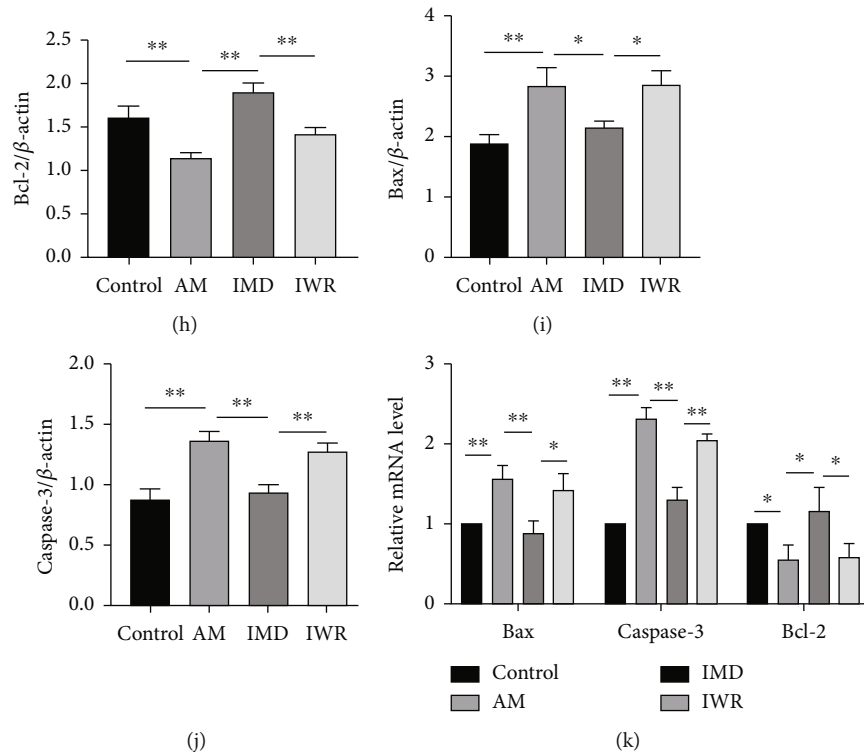 Bcl-2/β-actin
2.5
2.0
1.5
1.0
0.5
0.0
**
**
**
Control AM IMD IWR
(h)
Bax/β-actin
4
3
2
1
0
**
*
*
Control AM IMD IWR
(i)
Caspase-3/β-actin
2.0
1.5
1.0
0.5
0.0
**
**
**
Control AM IMD IWR
(j)
Relative mRNA level
3
2
1
0
**
**
*
**
**
**
*
*
*
Bax Caspase-3 Bcl-2
Control
AM
IMD
IWR
(k)